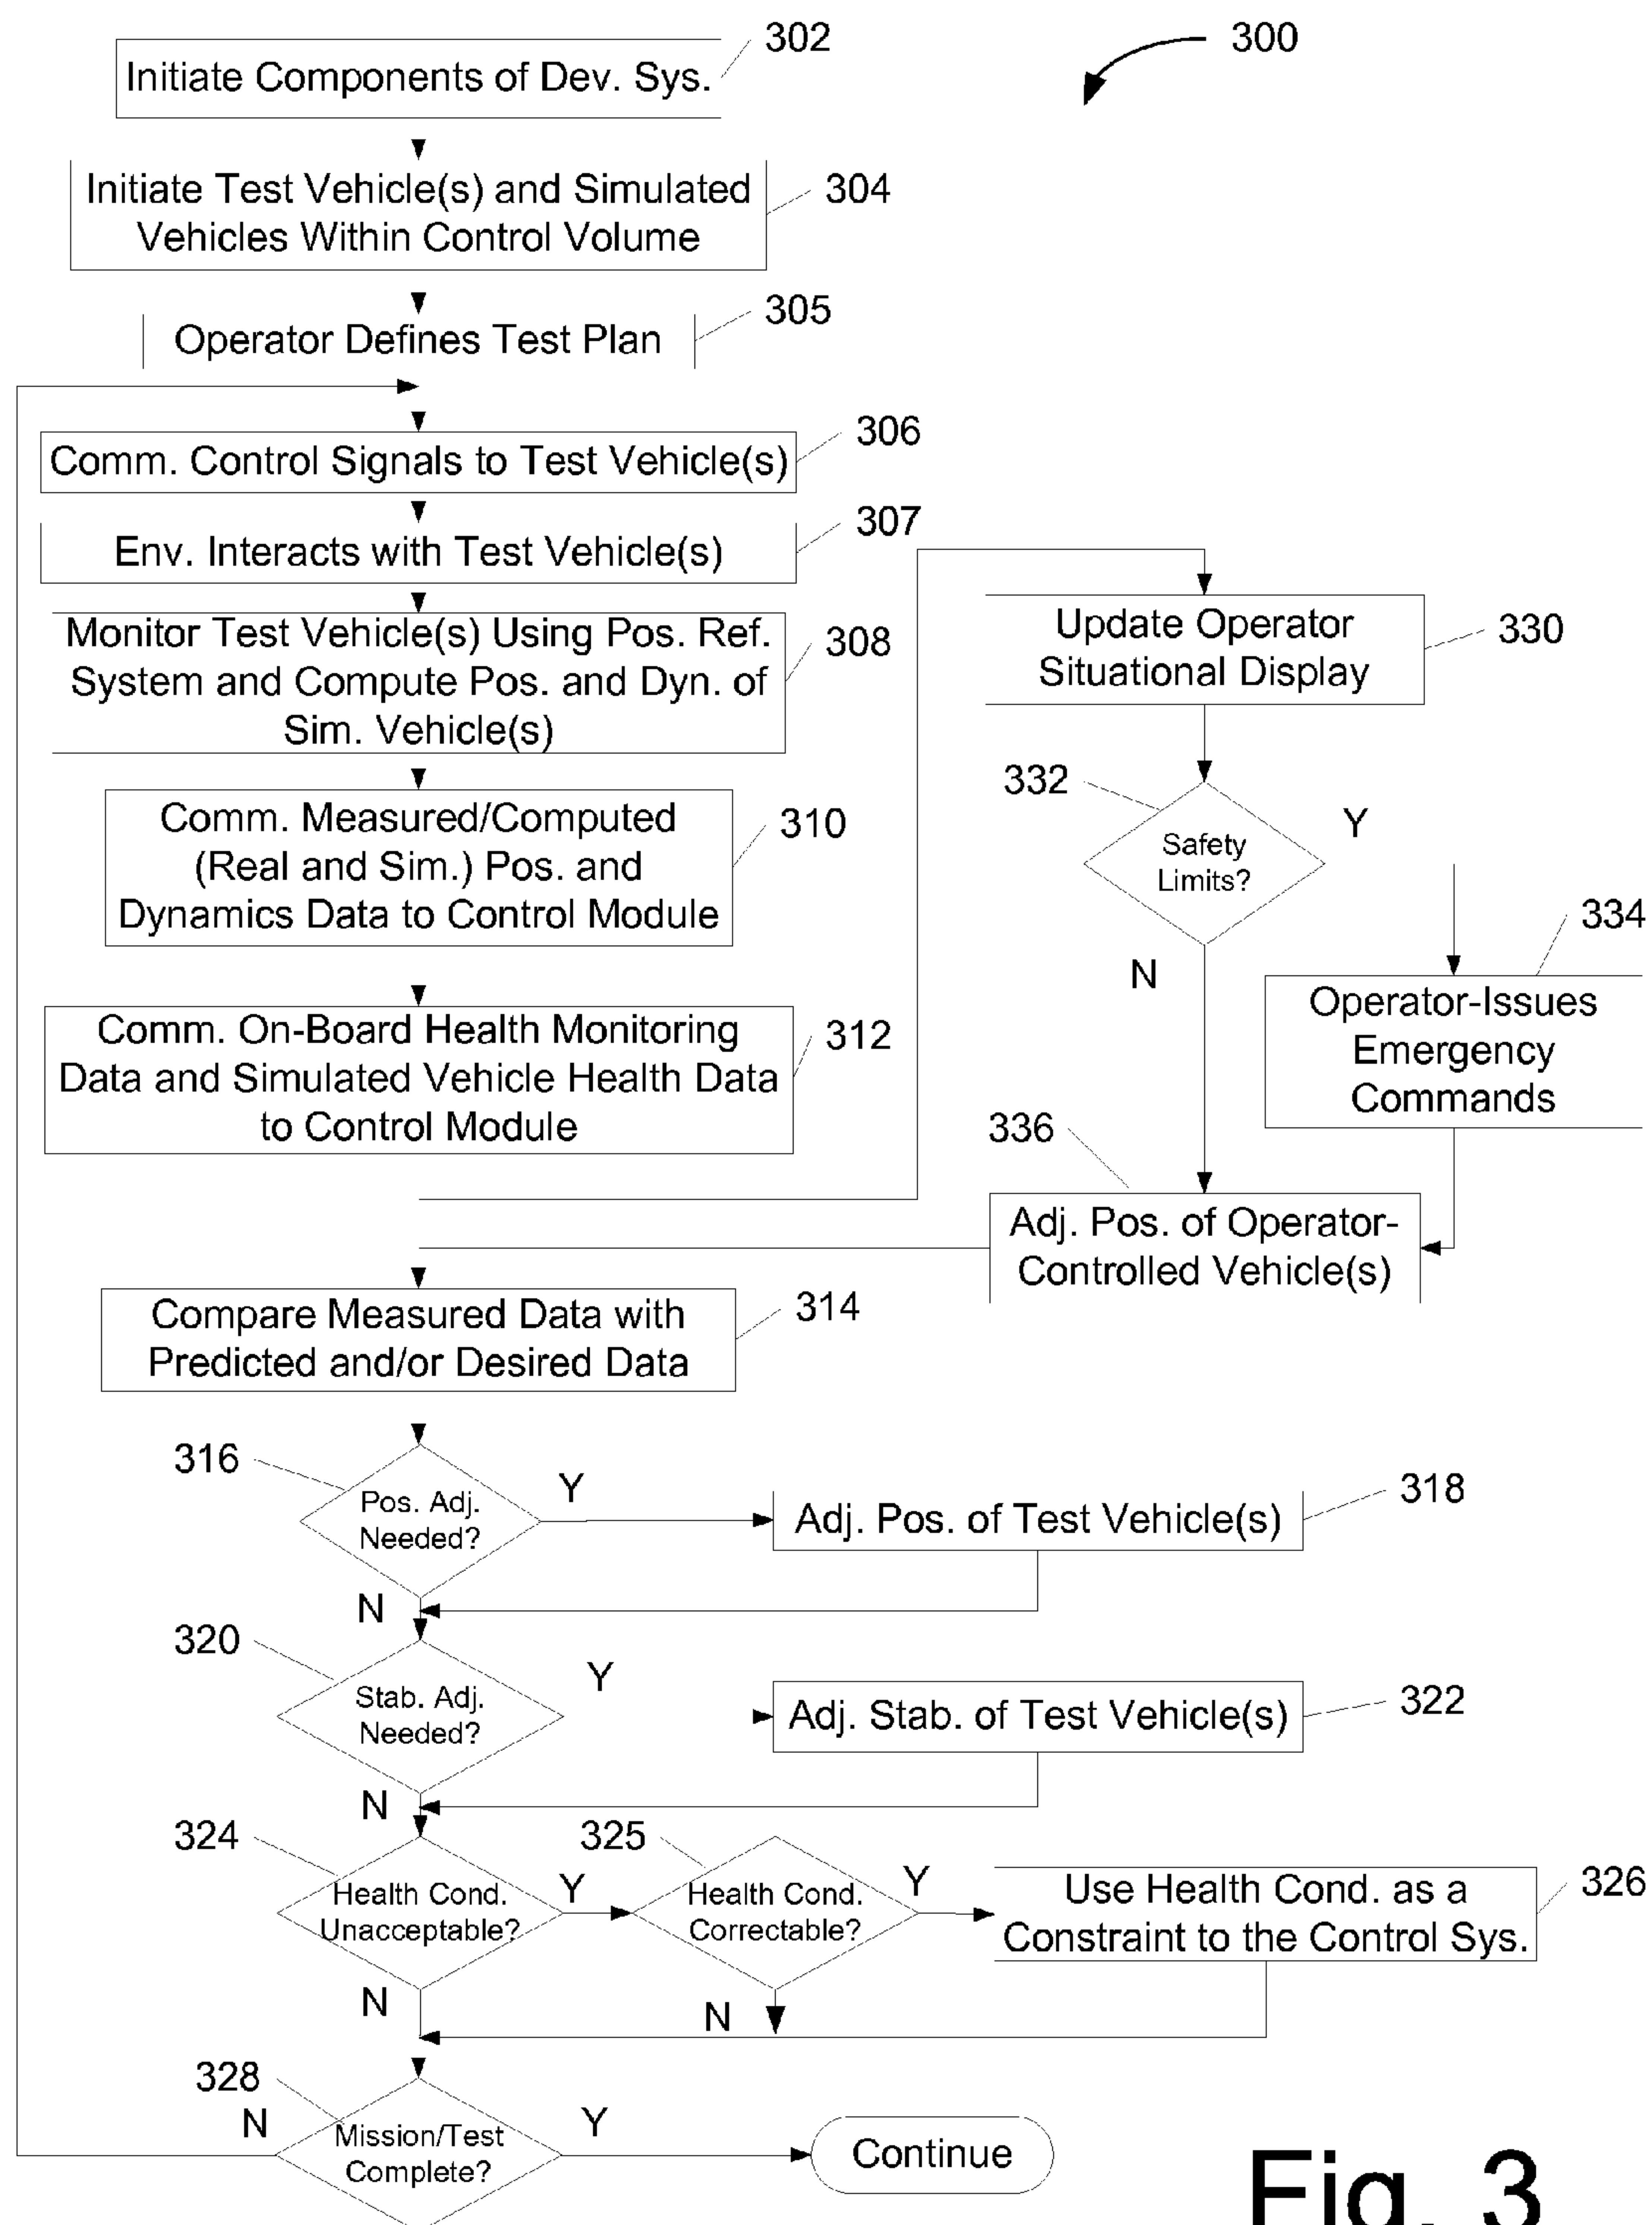 300
302
Initiate Components of Dev. Sys.
304
Initiate Test Vehicle(s) and Simulated
Vehicles Within Control Volume
305
Operator Defines Test Plan
306
Comm. Control Signals to Test Vehicle(s)
307
Env. Interacts with Test Vehicle(s)
308
Monitor Test Vehicle(s) Using Pos. Ref.
System and Compute Pos. and Dyn. of
Sim. Vehicle(s)
310
Comm. Measured/Computed
(Real and Sim.) Pos. and
Dynamics Data to Control Module
312
Comm. On-Board Health Monitoring
Data and Simulated Vehicle Health Data
to Control Module
330
Update Operator
Situational Display
332
Safety
Limits?
Y
N
334
Operator-Issues
Emergency
Commands
336
Adj. Pos. of Operator-
Controlled Vehicle(s)
314
Compare Measured Data with
Predicted and/or Desired Data
316
Pos. Adj.
Needed?
Y
N
318
Adj. Pos. of Test Vehicle(s)
320
Stab. Adj.
Needed?
Y
N
322
Adj. Stab. of Test Vehicle(s)
324
Health Cond.
Unacceptable?
Y
N
325
Health Cond.
Correctable?
Y
N
326
Use Health Cond. as a
Constraint to the Control Sys.
328
Mission/Test
Complete?
N
Y
Continue
Fig. 3